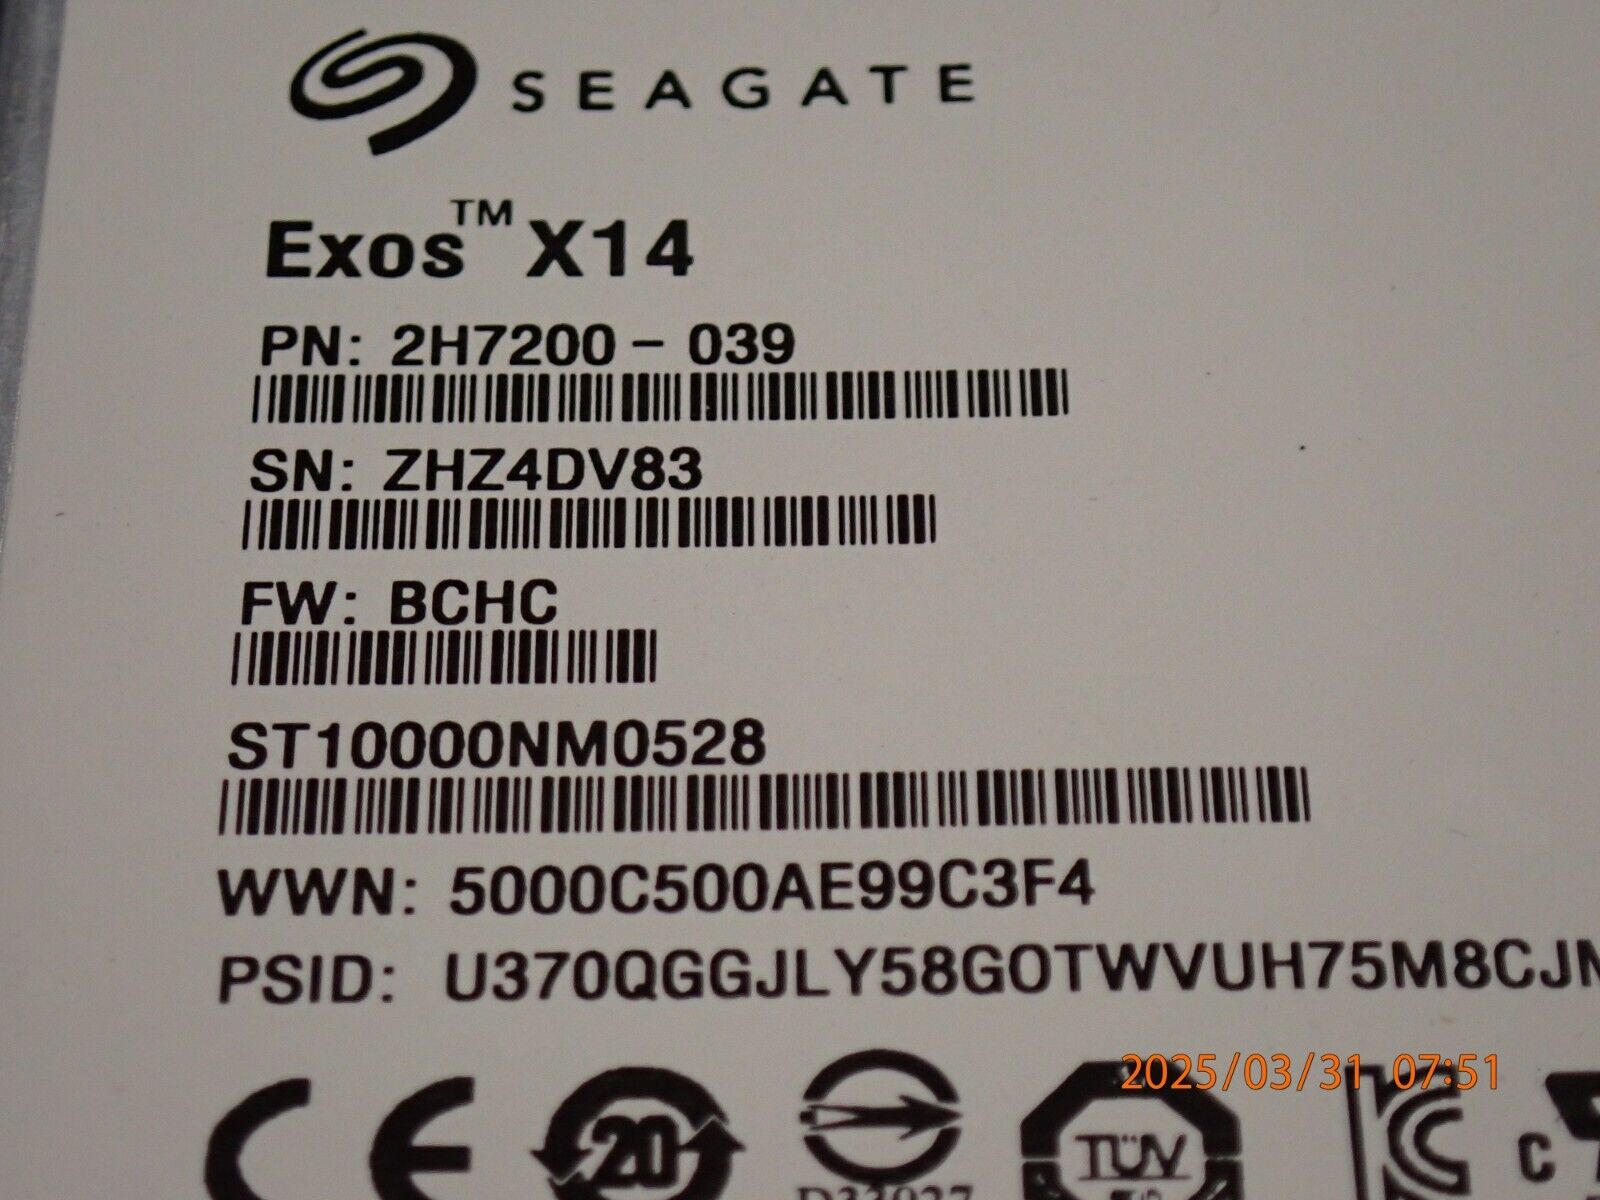 SEAGATE
Exos™ X14
PN: 2H7200-039
SN: ZHZ4DV83
FW: BCHC
ST10000NM0528
WWN: 5000C500AE99C3F4
PSID: U370QGGJLY58G0TWVUH75M8CJ
2025/03/31 07:51
CE
20
TÜV
C